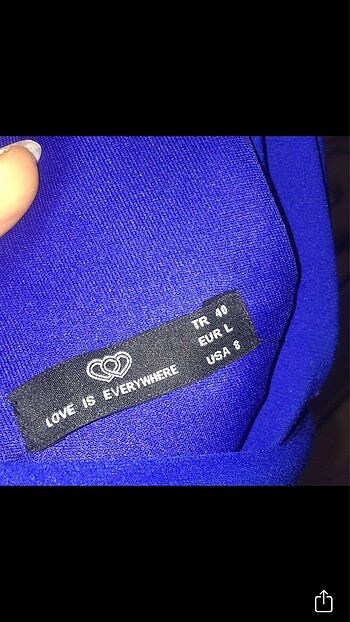 TR 40
EUR L
USA 8
LOVE IS EVERYWHERE